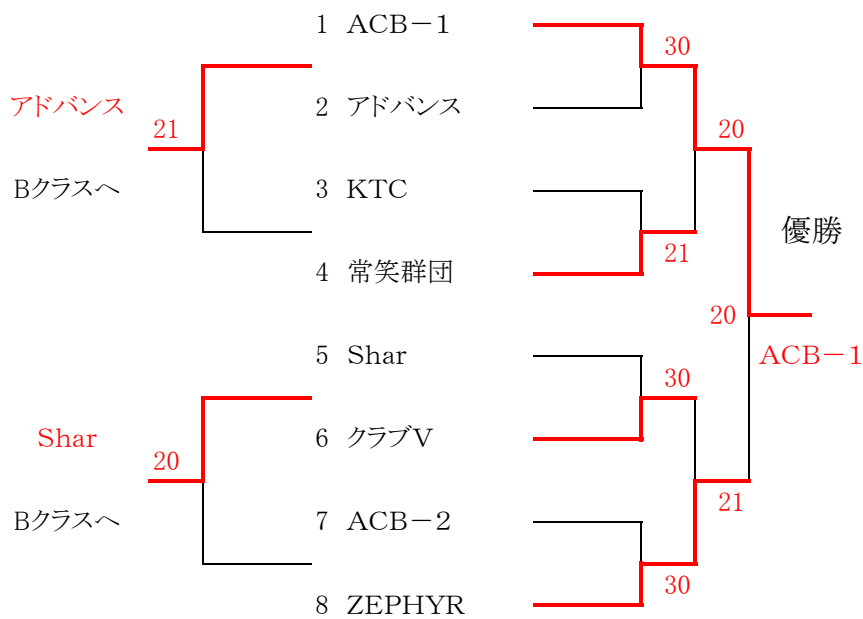 1 ACB－1
30
アドバンス
21
2 アドバンス
20
Bクラスへ
3 KTC
優勝
4 常笑群団
21
20
5 Shar
ACB－1
30
Shar
20
6 クラブV
21
Bクラスへ
7 ACB－2
30
8 ZEPHYR